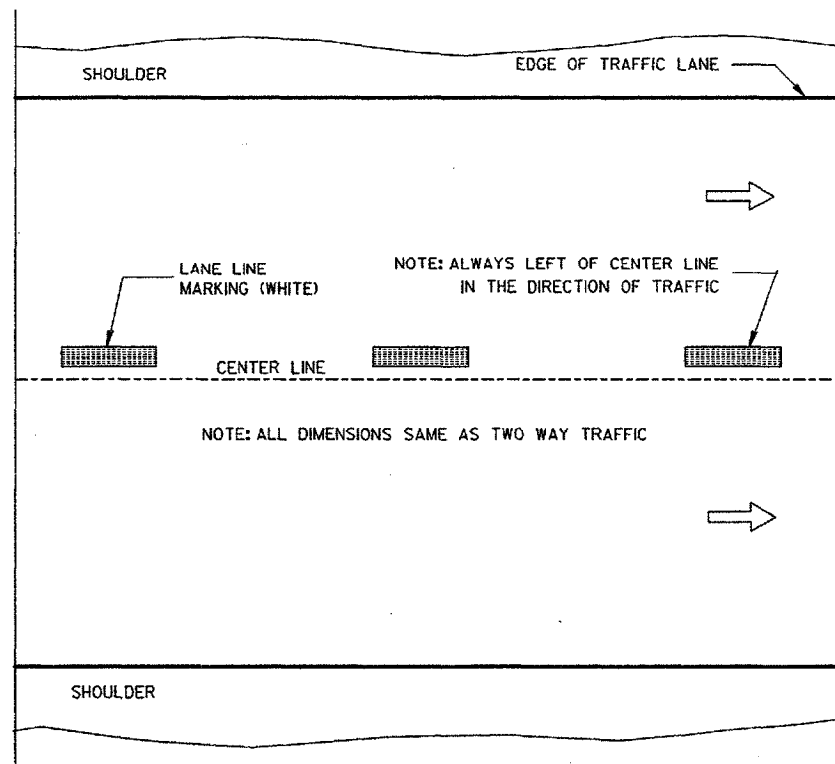 SHOULDER
EDGE OF TRAFFIC LANE
LANE LINE
MARKING (WHITE)
NOTE: ALWAYS LEFT OF CENTER LINE
IN THE DIRECTION OF TRAFFIC
CENTER LINE
NOTE: ALL DIMENSIONS SAME AS TWO WAY TRAFFIC
SHOULDER